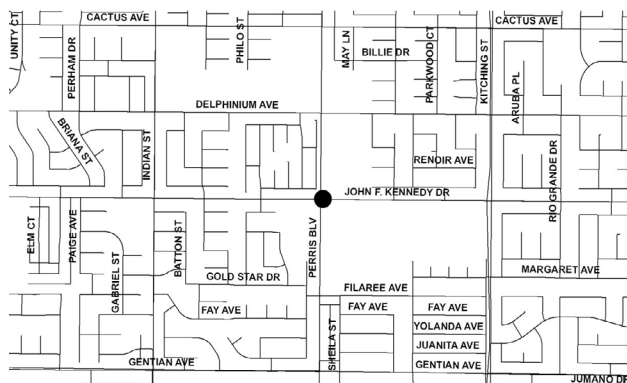 CACTUS AVE
CACTUS AVE
UNITY CT
PERHAM DR
PHILO ST
MAY LN
BILLIE DR
PARKWOOD CT
KITCHING ST
ARUBA PL
DELPHINIUM AVE
BRIANA ST
INDIAN ST
RENOIR AVE
JOHN F. KENNEDY DR
RIO GRANDE DR
ELM CT
PAIGE AVE
GABRIEL ST
BATTON ST
PERRIS BLV
GOLD STAR DR
MARGARET AVE
FILAREE AVE
FAY AVE
FAY AVE
FAY AVE
SHEILA ST
YOLANDA AVE
JUANITA AVE
GENTIAN AVE
GENTIAN AVE
JUMANO DR